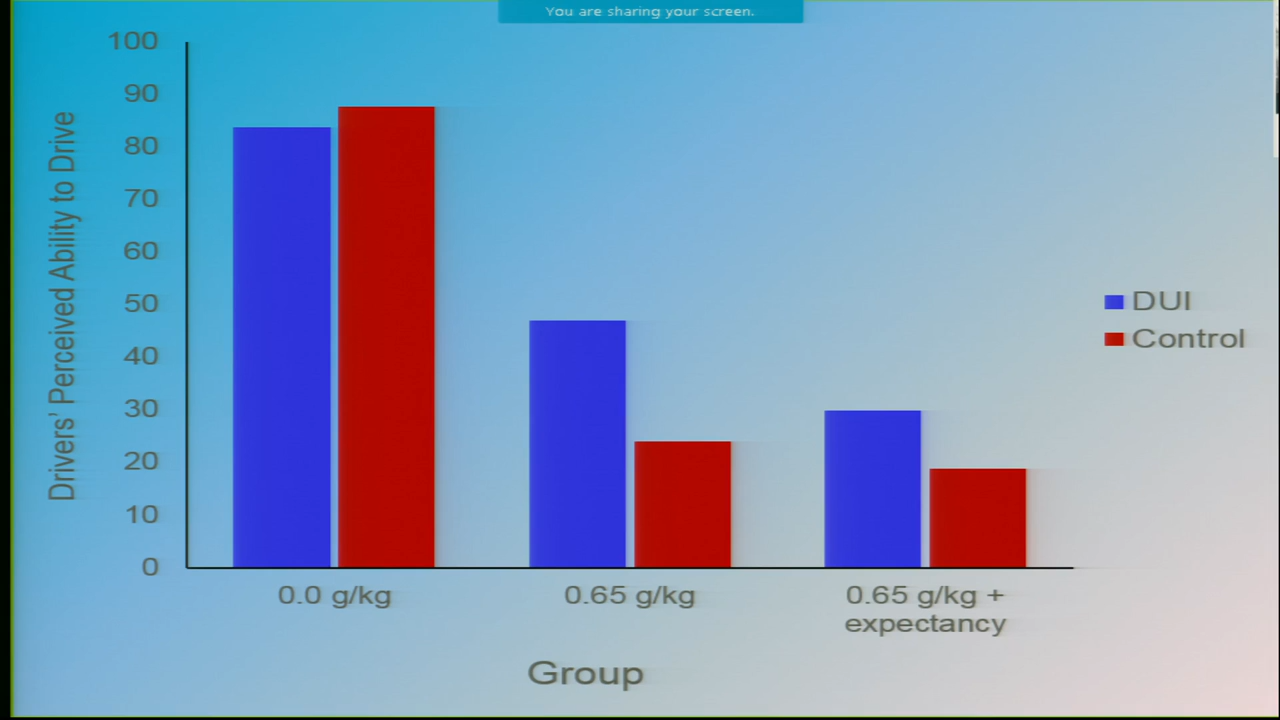 You are sharing your screen.
100
90
80
70
60
50
40
30
20
10
0
Drivers' Perceived Ability to Drive
0.0 g/kg
0.65 g/kg
0.65 g/kg +
expectancy
Group
DUI
Control